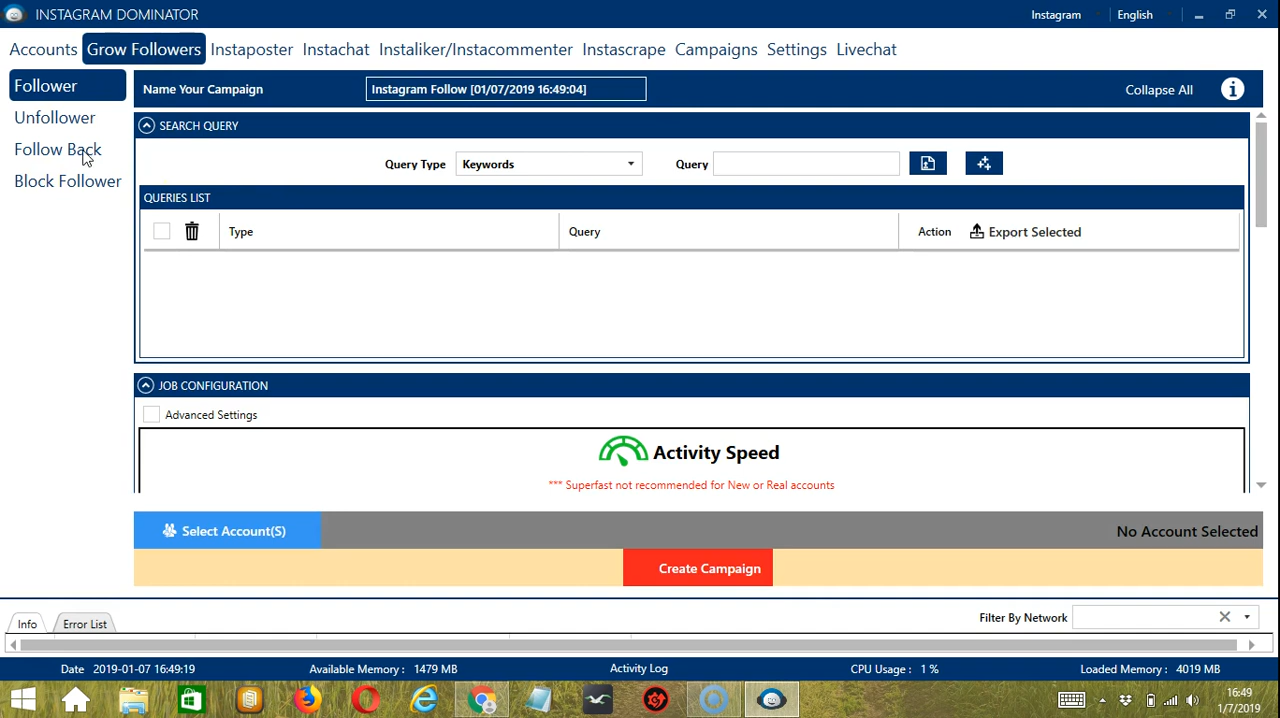 INSTAGRAM DOMINATOR
Instagram English
Accounts Grow Followers Instaposter Instachat Instaliker/Instacommenter Instascrape Campaigns Settings Livechat
Follower
Unfollower
Follow Back
Block Follower
Name Your Campaign Instagram Follow [01/07/2019 16:49:04] Collapse All
SEARCH QUERY
Query Type Keywords Query
QUERIES LIST
Type Query Action Export Selected
JOB CONFIGURATION
Advanced Settings
Activity Speed
*** Superfast not recommended for New or Real accounts
Select Account(S) No Account Selected
Create Campaign
Info Error List Filter By Network
Date 2019-01-07 16:49:19 Available Memory : 1479 MB Activity Log CPU Usage : 1 % Loaded Memory : 4019 MB
16:49
1/7/2019